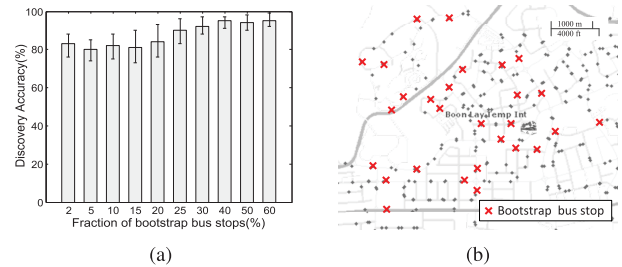 100
80
60
40
20
0
Discovery Accuracy(%)
2 5 10 15 20 25 30 40 50 60
Fraction of bootstrap bus stops(%)
(a)
1000 m
4000 ft
Boon Lay Temp Int
Bootstrap bus stop
(b)